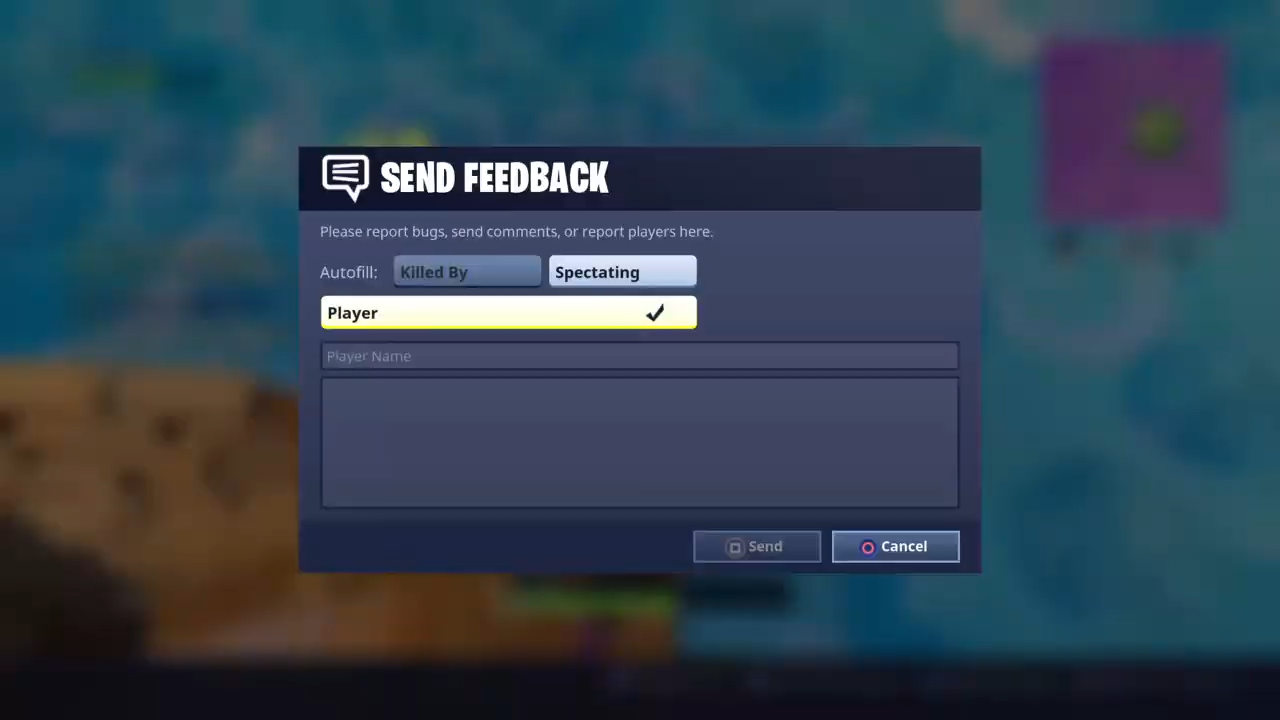 SEND FEEDBACK
Please report bugs, send comments, or report players here.
Autofill: Killed By Spectating
Player
Player Name
Send Cancel